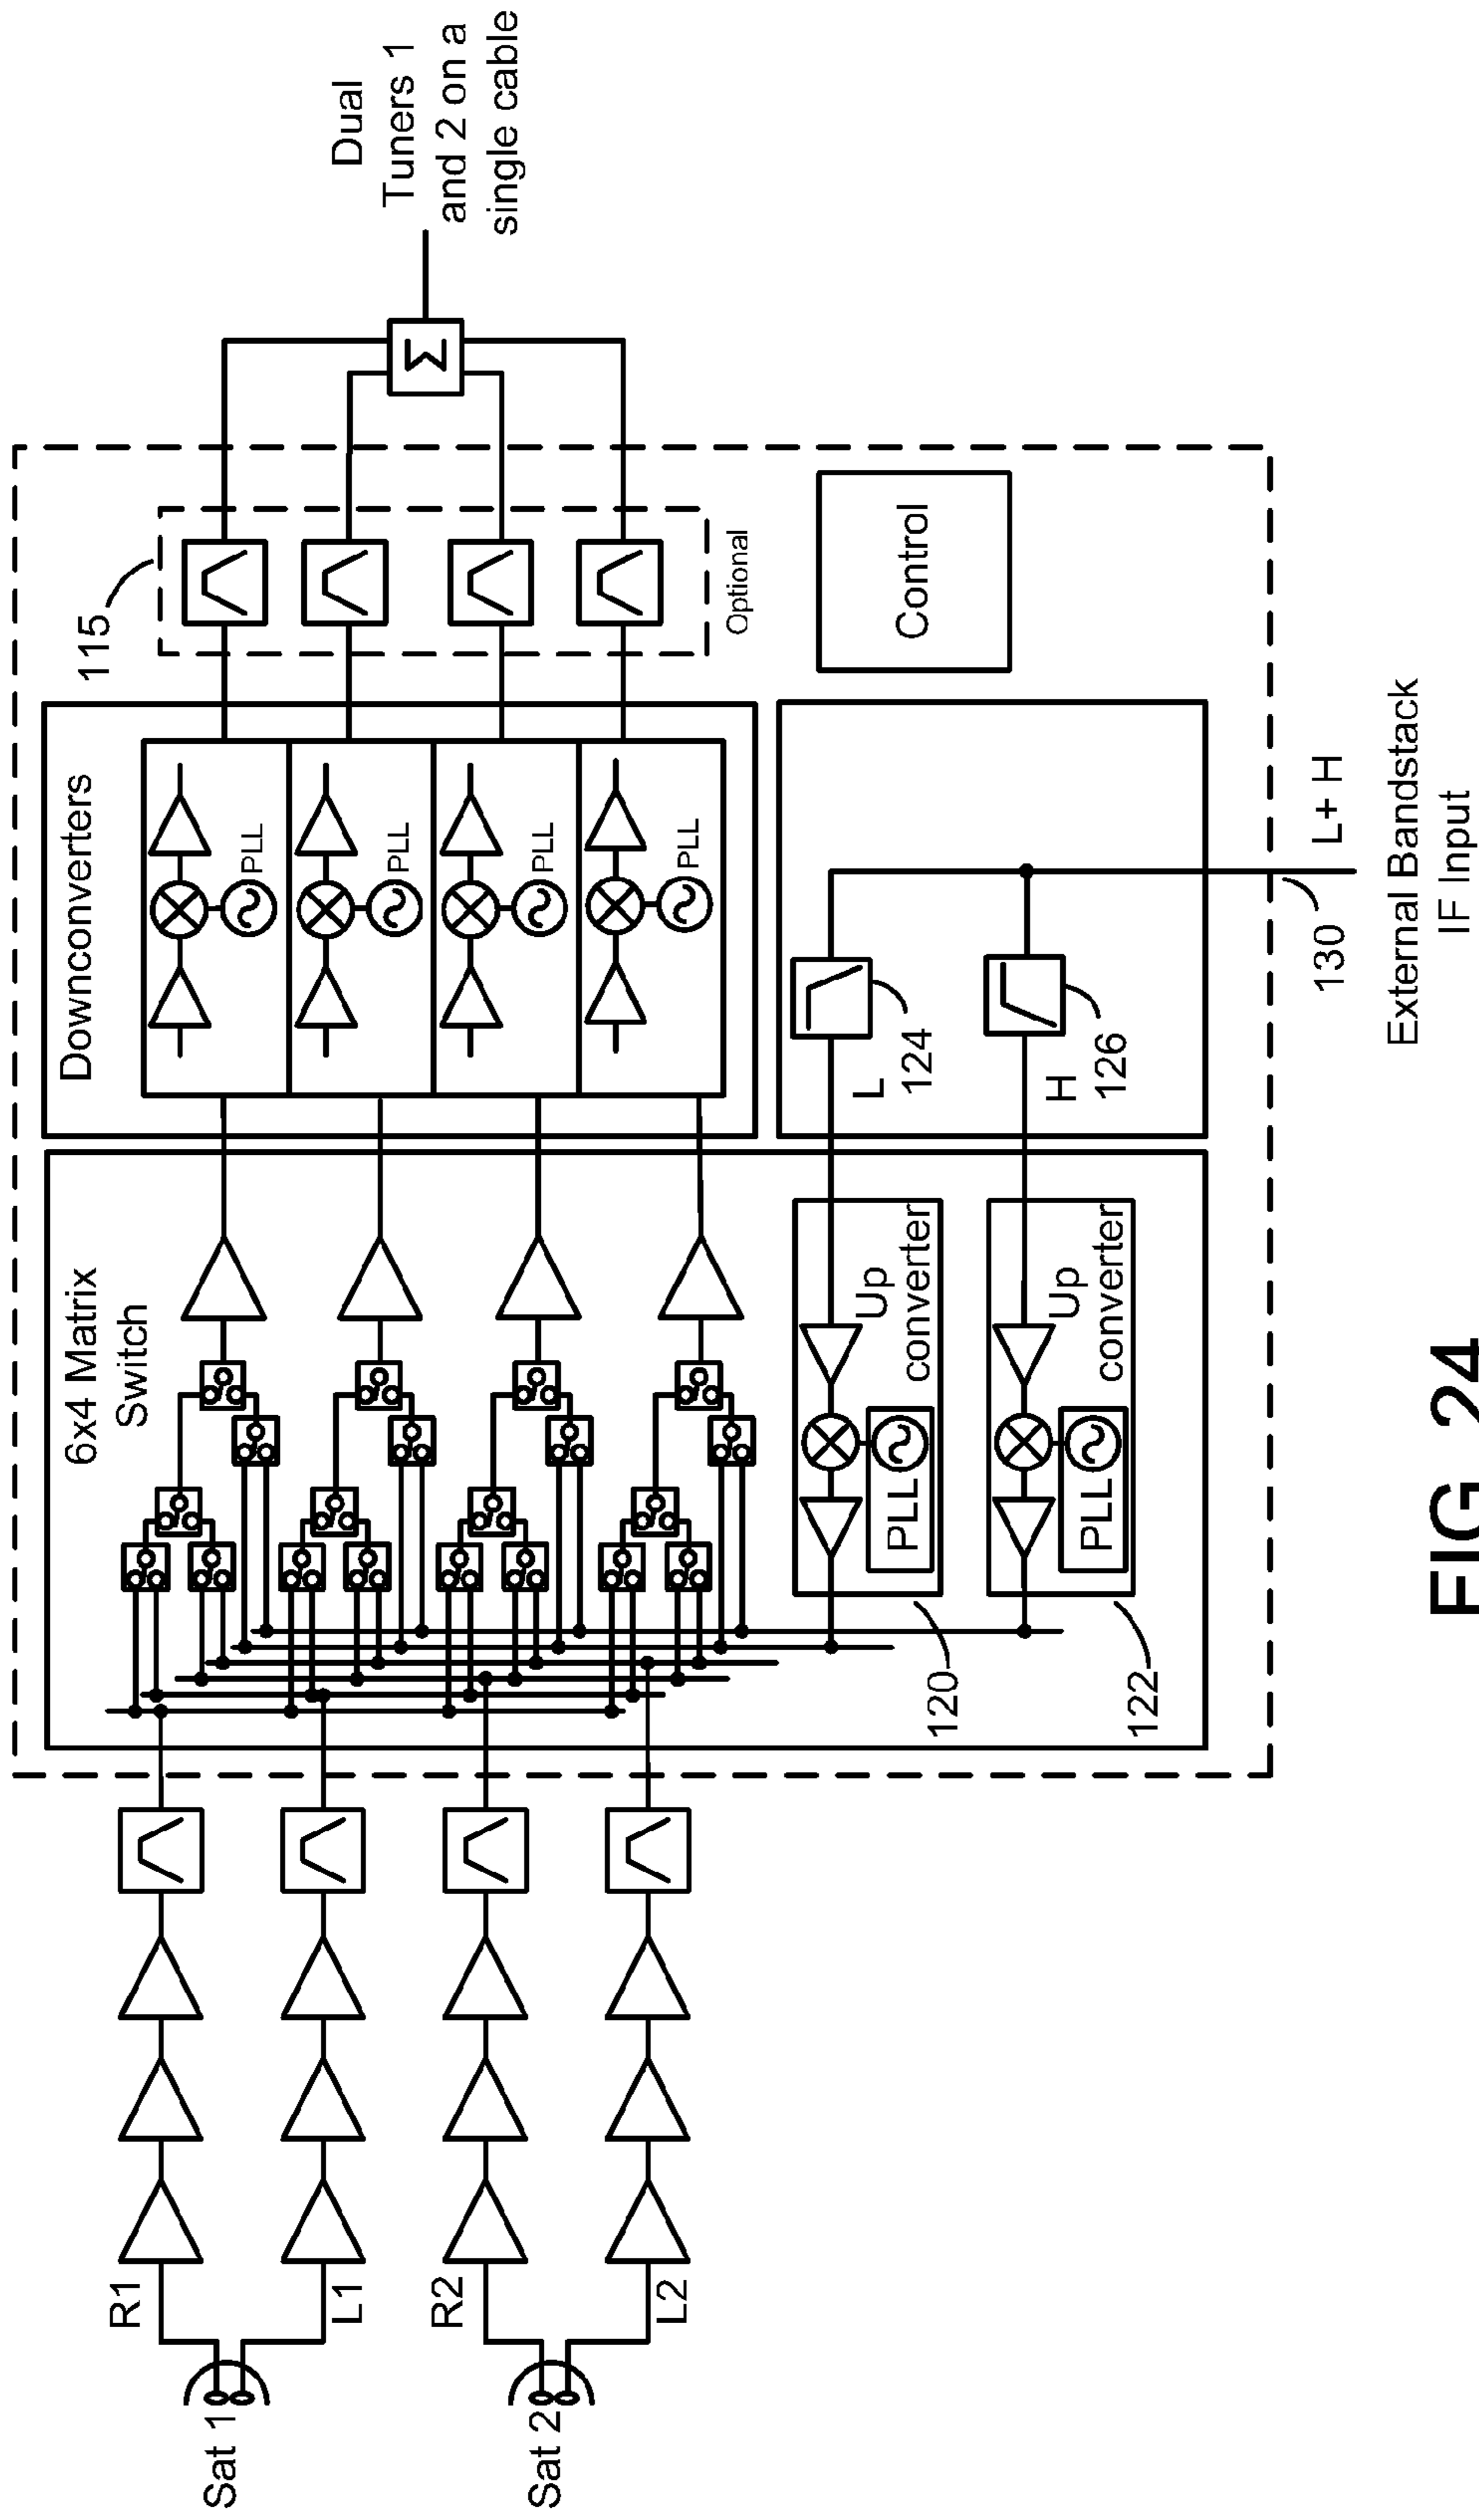 Sat 1
R1
L1
Sat 2
R2
L2
6x4 Matrix
Switch
Up
converter
PLL
120
Up
converter
PLL
122
Downconverters
PLL
PLL
PLL
PLL
L
124
H
126
115
Optional
Control
Dual
Tuners 1
and 2 on a
single cable
Σ
130
L+ H
External Bandstack
IF Input
FIG 24